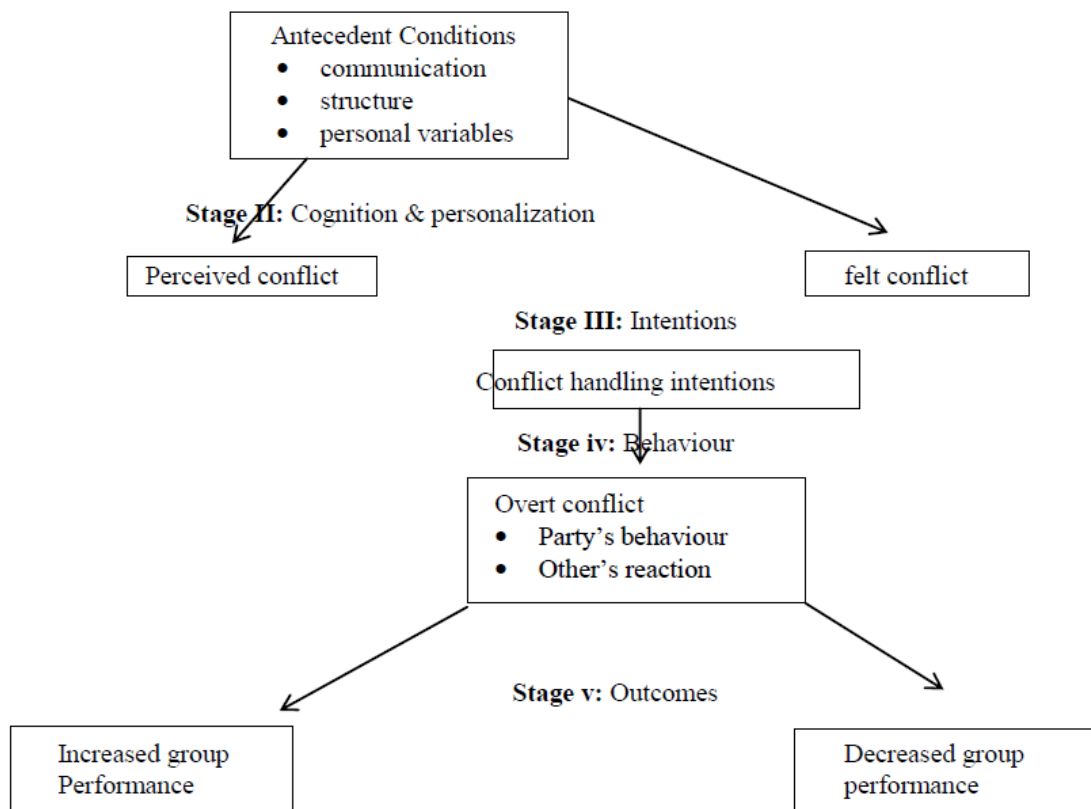 Antecedent Conditions
• communication
• structure
• personal variables
Stage II: Cognition & personalization
Perceived conflict
felt conflict
Stage III: Intentions
Conflict handling intentions
Stage iv: Behaviour
Overt conflict
• Party’s behaviour
• Other’s reaction
Stage v: Outcomes
Increased group
Performance
Decreased group
performance